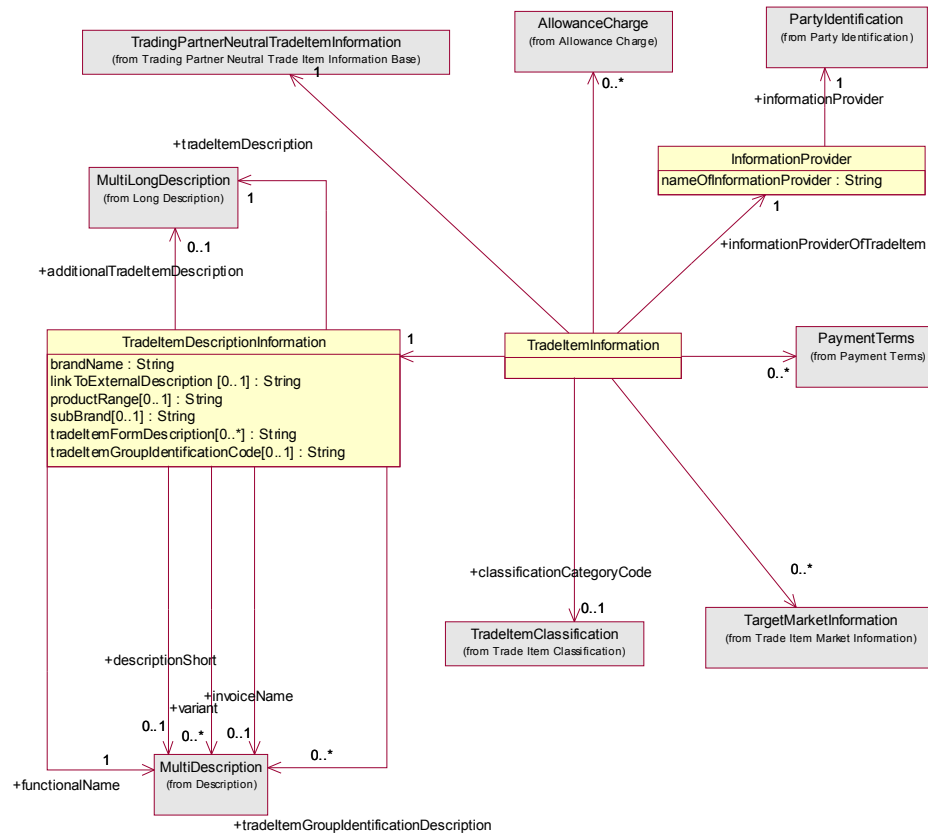 AllowanceCharge
(from Allowance Charge)
0..*
PartyIdentification
(from Party Identification )
1
+informationProvider
TradingPartnerNeutralTradeItemInformation
(from Trading Partner Neutral Trade Item Information Base)
1
InformationProvider
nameOfInformationProvider : String
1
+informationProviderOfTradeItem
+tradeItemDescription
MultiLongDescription
(from Long Description)
1
0..1
+additionalTradeItemDescription
TradeItemDescriptionInformation
brandName : String
linkToExternalDescription [0..1] : String
productRange[0..1] : String
subBrand[0..1] : String
tradeItemFormDescription[0..*] : String
tradeItemGroupIdentificationCode[0..1] : String
1
TradeItemInformation
PaymentTerms
(from Payment Terms)
0..*
+classificationCategoryCode
0..1
TradeItemClassification
(from Trade Item Classification)
0..*
TargetMarketInformation
(from Trade Item Market Information)
+descriptionShort
+invoiceName
+variant
0..1
0..*
0..1
1
0..*
MultiDescription
(from Description)
+functionalName
+tradeItemGroupIdentificationDescription